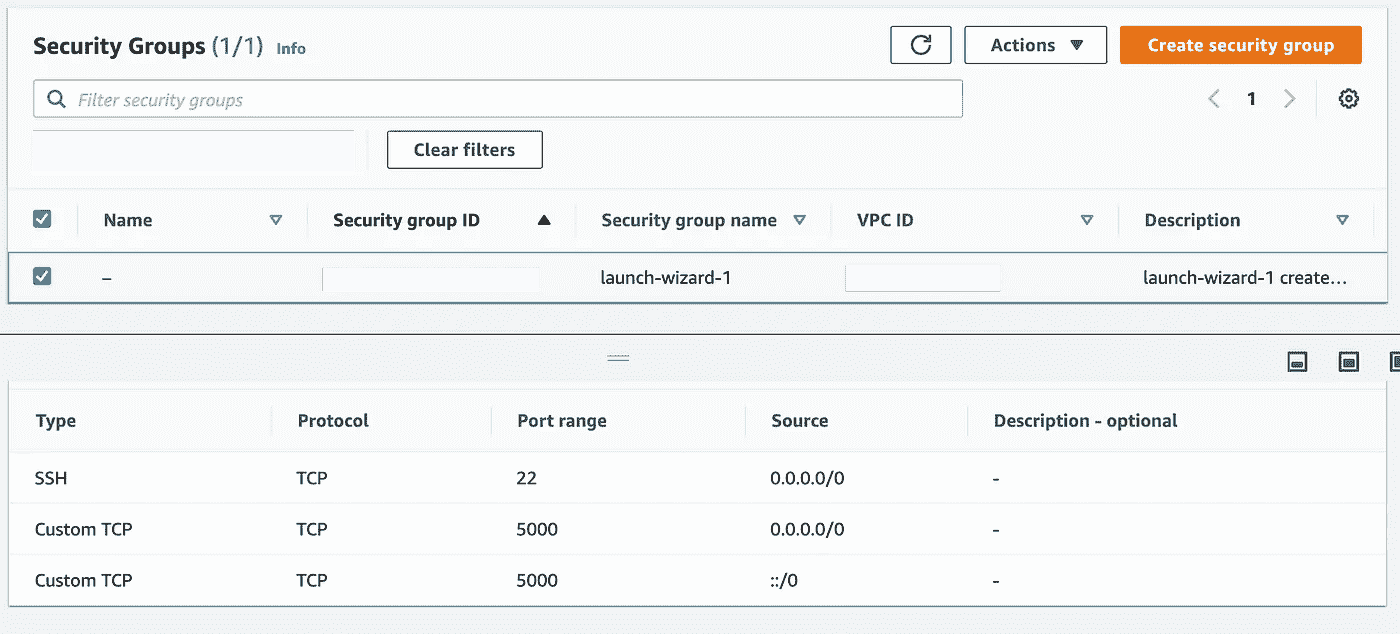 Security Groups (1/1) Info
Actions Create security group
Filter security groups
1
Clear filters
Name Security group ID Security group name VPC ID Description
– launch-wizard-1 launch-wizard-1 create...
Type Protocol Port range Source Description - optional
SSH TCP 22 0.0.0.0/0 -
Custom TCP TCP 5000 0.0.0.0/0 -
Custom TCP TCP 5000 ::/0 -